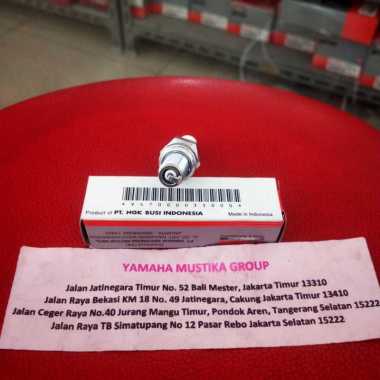 4957000330004
Product of PT. NGK BUSI INDONESIA
Made in Indonesia
YAMAHA MUSTIKA GROUP
Jalan Jatinegara Timur No. 52 Bali Mester, Jakarta Timur 13310
Jalan Raya Bekasi KM 18 No. 49 Jatinegara, Cakung Jakarta Timur 13410
Jalan Ceger Raya No.40 Jurang Mangu Timur, Pondok Aren, Tangerang Selatan 15222
Jalan Raya TB Simatupang No 12 Pasar Rebo Jakarta Selatan 15222